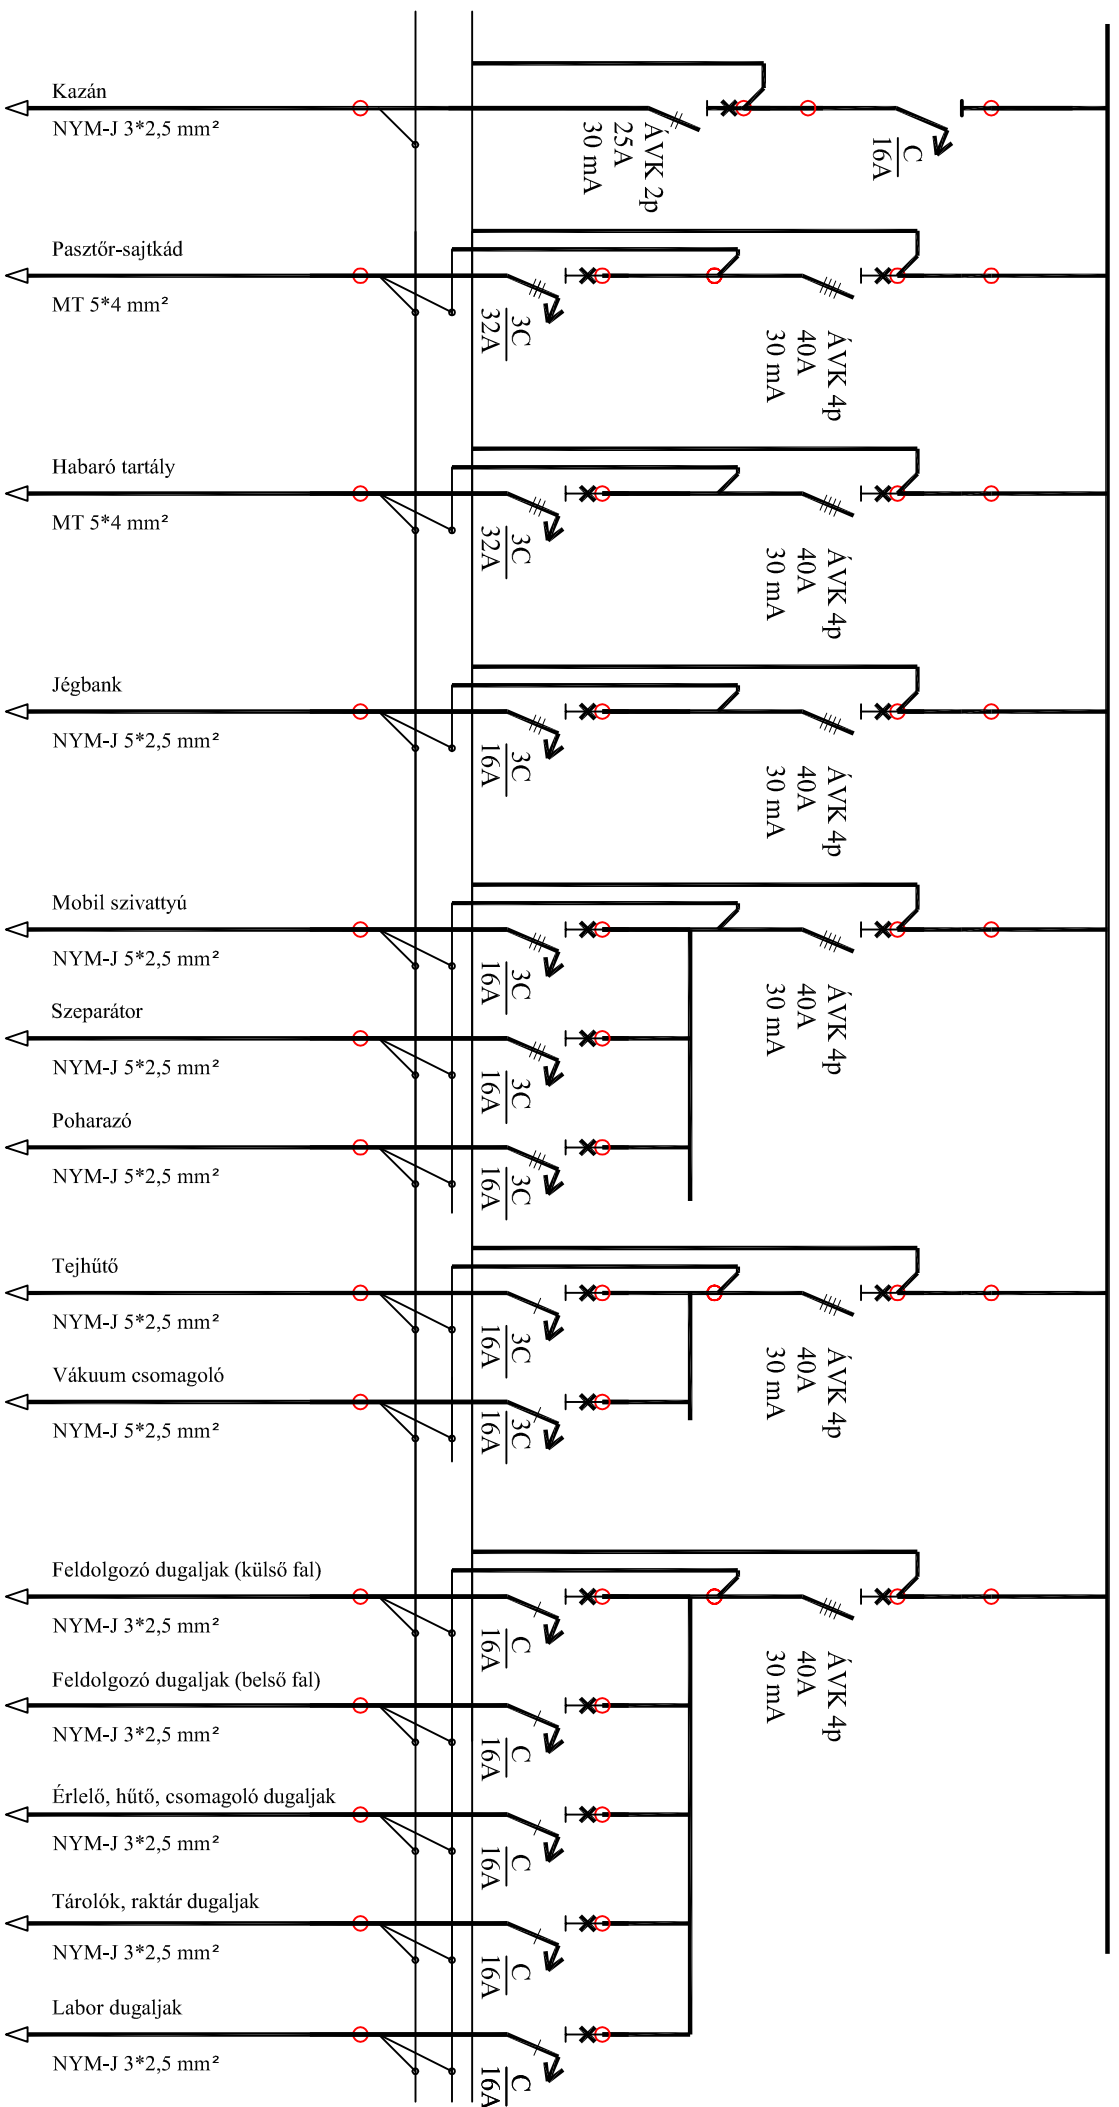 Kazán
NYM-J 3*2,5 mm²
ÁVK 2p
25A
30 mA
C
16A
Pasztőr-sajtkád
MT 5*4 mm²
3C
32A
ÁVK 4p
40A
30 mA
Habaró tartály
MT 5*4 mm²
3C
32A
ÁVK 4p
40A
30 mA
Jégbank
NYM-J 5*2,5 mm²
3C
16A
ÁVK 4p
40A
30 mA
Mobil szivattyú
NYM-J 5*2,5 mm²
3C
16A
ÁVK 4p
40A
30 mA
Szeparátor
NYM-J 5*2,5 mm²
3C
16A
Poharazó
NYM-J 5*2,5 mm²
3C
16A
Tejhűtő
NYM-J 5*2,5 mm²
3C
16A
ÁVK 4p
40A
30 mA
Vákuum csomagoló
NYM-J 5*2,5 mm²
3C
16A
Feldolgozó dugaljak (külső fal)
NYM-J 3*2,5 mm²
C
16A
ÁVK 4p
40A
30 mA
Feldolgozó dugaljak (belső fal)
NYM-J 3*2,5 mm²
C
16A
Érlelő, hűtő, csomagoló dugaljak
NYM-J 3*2,5 mm²
C
16A
Tárolók, raktár dugaljak
NYM-J 3*2,5 mm²
C
16A
Labor dugaljak
NYM-J 3*2,5 mm²
C
16A